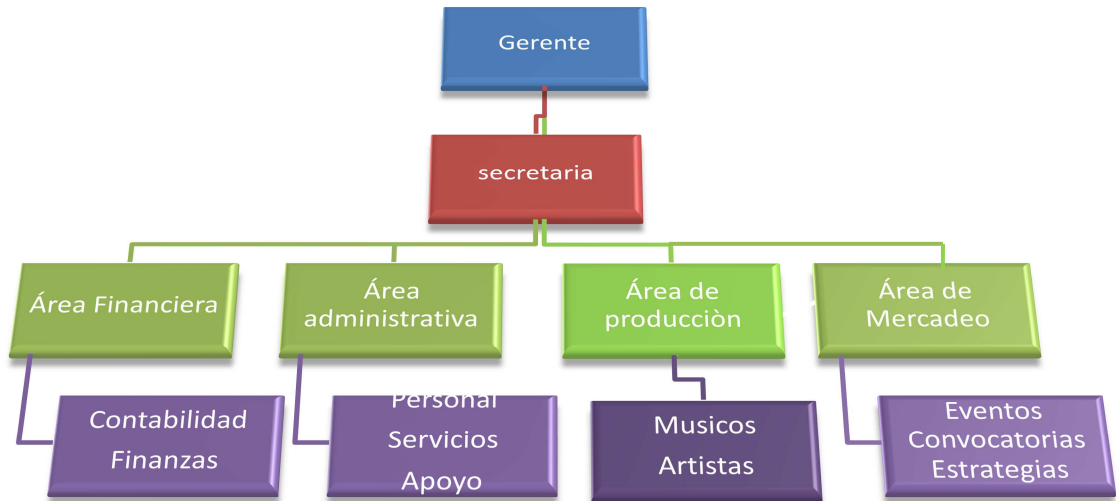 Gerente
secretaria
Área Financiera
Área
administrativa
Área de
producciòn
Área de
Mercadeo
Contabilidad
Finanzas
Personal
Servicios
Apoyo
Musicos
Artistas
Eventos
Convocatorias
Estrategias